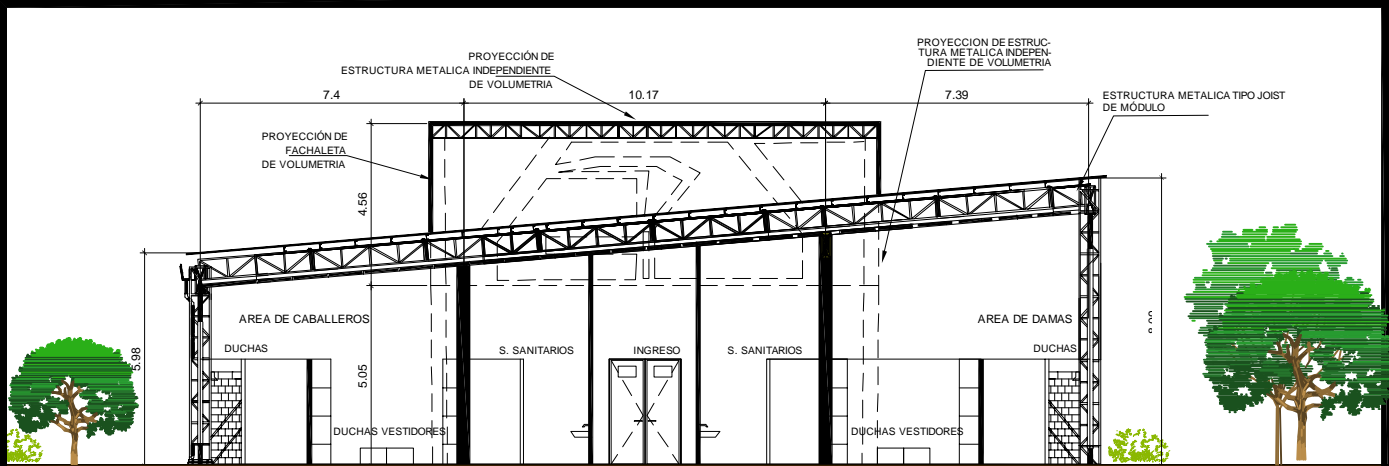 PROYECCIÓN DE
ESTRUCTURA METALICA INDEPENDIENTE
DE VOLUMETRIA
PROYECCION DE ESTRUC-
TURA METALICA INDEPEN-
DIENTE DE VOLUMETRIA
7.4
10.17
7.39
ESTRUCTURA METALICA TIPO JOIST
DE MÓDULO
PROYECCIÓN DE
FACHALETA
DE VOLUMETRIA
4.56
5.98
5.05
AREA DE CABALLEROS
AREA DE DAMAS
DUCHAS
S. SANITARIOS
INGRESO
S. SANITARIOS
DUCHAS
DUCHAS VESTIDORES
DUCHAS VESTIDORES